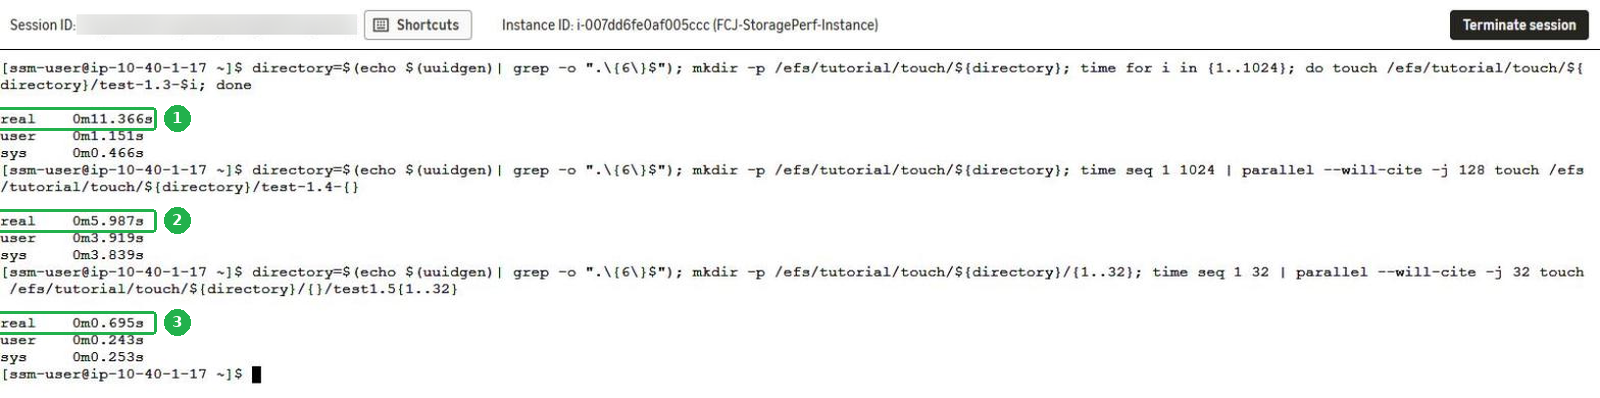 Session ID: Shortcuts Instance ID: i-007dd6fe0af005ccc (FCJ-StoragePerf-Instance) Terminate session
[ssm-user@ip-10-40-1-17 ~]$ directory=$(echo $(uuidgen)| grep -o ".\{6\}$"); mkdir -p /efs/tutorial/touch/${directory}; time for i in {1..1024}; do touch /efs/tutorial/touch/${
directory}/test-1.3-$i; done
real 0m11.366s 1
user 0m1.151s
sys 0m0.466s
[ssm-user@ip-10-40-1-17 ~]$ directory=$(echo $(uuidgen)| grep -o ".\{6\}$"); mkdir -p /efs/tutorial/touch/${directory}; time seq 1 1024 | parallel --will-cite -j 128 touch /efs
/tutorial/touch/${directory}/test-1.4-{}
real 0m5.987s 2
user 0m3.919s
sys 0m3.839s
[ssm-user@ip-10-40-1-17 ~]$ directory=$(echo $(uuidgen)| grep -o ".\{6\}$"); mkdir -p /efs/tutorial/touch/${directory}/{1..32}; time seq 1 32 | parallel --will-cite -j 32 touch
/efs/tutorial/touch/${directory}/{}/test1.5{1..32}
real 0m0.695s 3
user 0m0.243s
sys 0m0.253s
[ssm-user@ip-10-40-1-17 ~]$